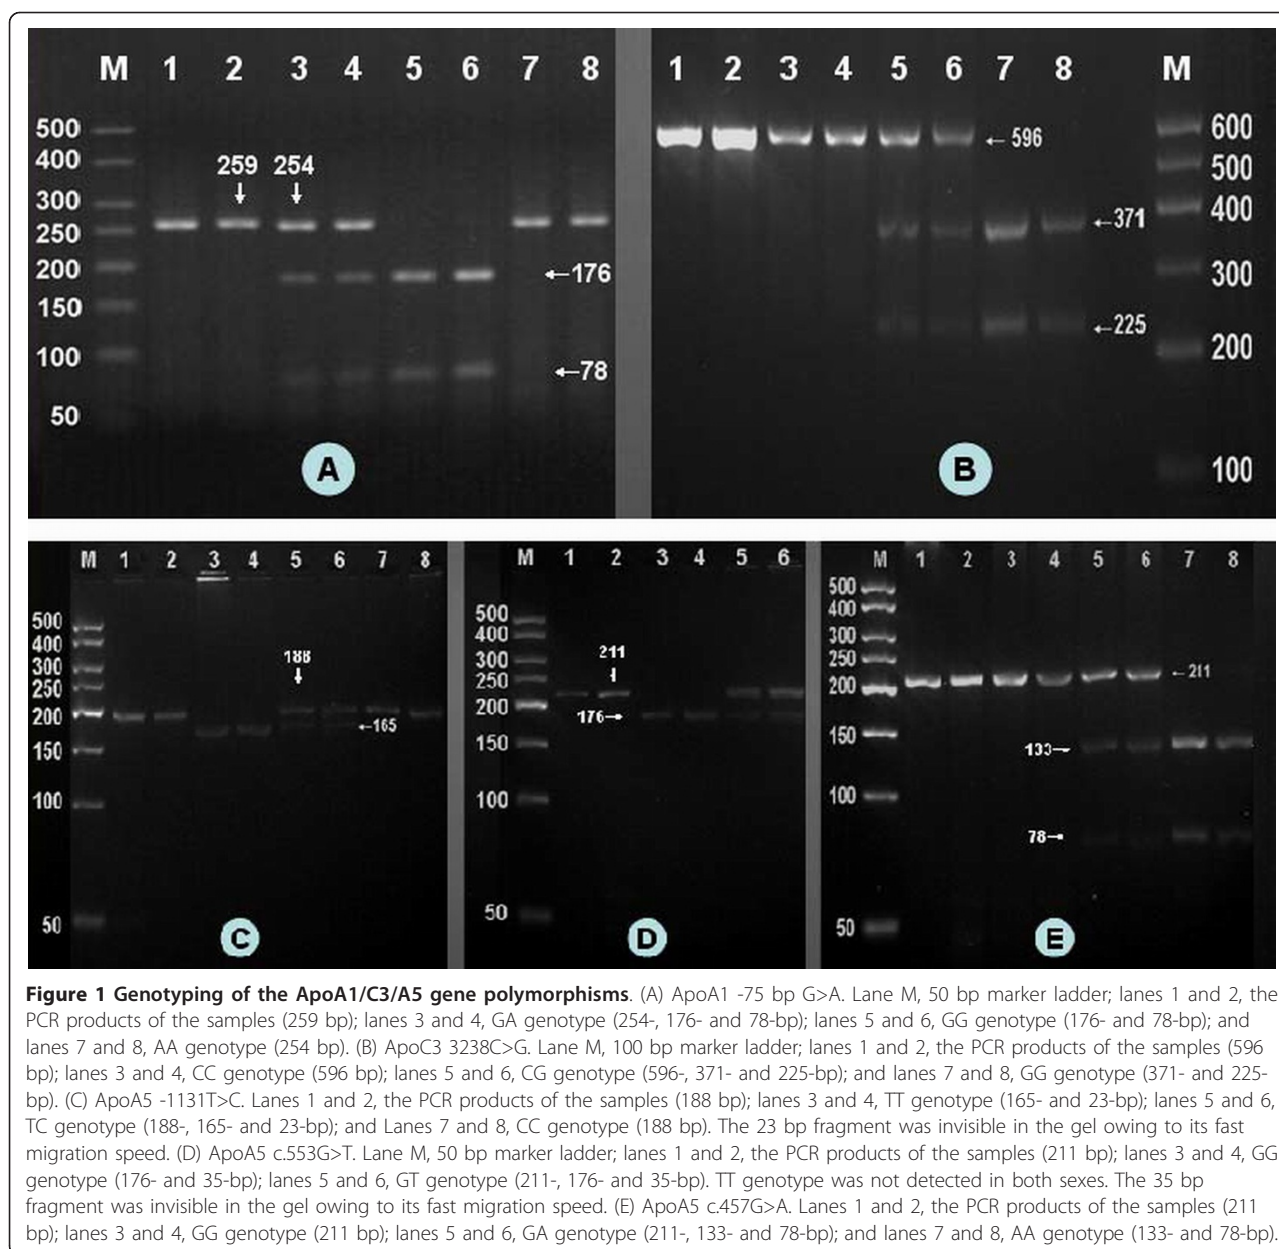 M 1 2 3 4 5 6 7 8
500
400
300
250
200
150
100
50
259 254
←176
←78
A
1 2 3 4 5 6 7 8 M
← 596
←371
←225
600
500
400
300
200
100
B
M 1 2 3 4 5 6 7 8
500
400
300
250
200
150
100
50
188
←165
C
M 1 2 3 4 5 6
500
400
300
250
200
150
100
50
211
176→
D
M 1 2 3 4 5 6 7 8
500
400
300
250
200
150
100
50
←211
133→
78→
E
Figure 1 Genotyping of the ApoA1/C3/A5 gene polymorphisms. (A) ApoA1 -75 bp G>A. Lane M, 50 bp marker ladder; lanes 1 and 2, the
PCR products of the samples (259 bp); lanes 3 and 4, GA genotype (254-, 176- and 78-bp); lanes 5 and 6, GG genotype (176- and 78-bp); and
lanes 7 and 8, AA genotype (254 bp). (B) ApoC3 3238C>G. Lane M, 100 bp marker ladder; lanes 1 and 2, the PCR products of the samples (596
bp); lanes 3 and 4, CC genotype (596 bp); lanes 5 and 6, CG genotype (596-, 371- and 225-bp); and lanes 7 and 8, GG genotype (371- and 225-
bp). (C) ApoA5 -1131T>C. Lanes 1 and 2, the PCR products of the samples (188 bp); lanes 3 and 4, TT genotype (165- and 23-bp); lanes 5 and 6,
TC genotype (188-, 165- and 23-bp); and Lanes 7 and 8, CC genotype (188 bp). The 23 bp fragment was invisible in the gel owing to its fast
migration speed. (D) ApoA5 c.553G>T. Lane M, 50 bp marker ladder; lanes 1 and 2, the PCR products of the samples (211 bp); lanes 3 and 4, GG
genotype (176- and 35-bp); lanes 5 and 6, GT genotype (211-, 176- and 35-bp). TT genotype was not detected in both sexes. The 35 bp
fragment was invisible in the gel owing to its fast migration speed. (E) ApoA5 c.457G>A. Lanes 1 and 2, the PCR products of the samples (211
bp); lanes 3 and 4, GG genotype (211 bp); lanes 5 and 6, GA genotype (211-, 133- and 78-bp); and lanes 7 and 8, AA genotype (133- and 78-bp).